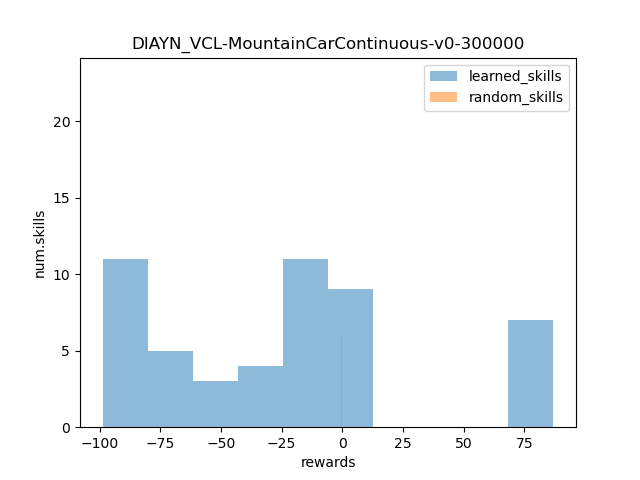 DIAYN_VCL-MountainCarContinuous-v0-300000
learned_skills
random_skills
20
15
10
5
0
num.skills
−100 −75 −50 −25 0 25 50 75
rewards